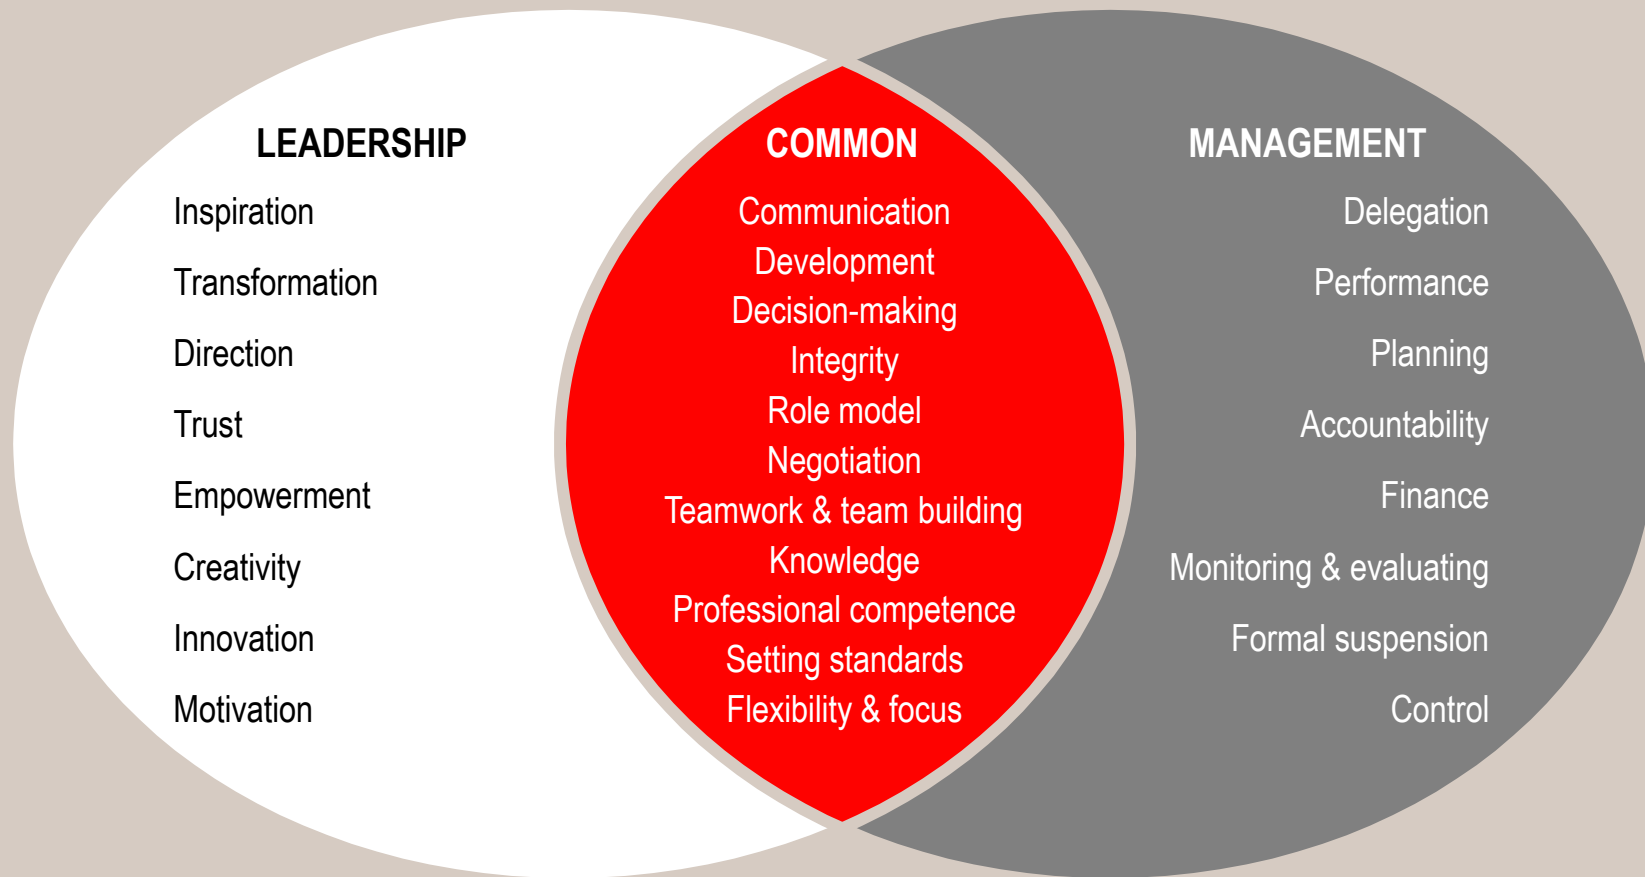 LEADERSHIP
Inspiration
Transformation
Direction
Trust
Empowerment
Creativity
Innovation
Motivation
COMMON
Communication
Development
Decision-making
Integrity
Role model
Negotiation
Teamwork & team building
Knowledge
Professional competence
Setting standards
Flexibility & focus
MANAGEMENT
Delegation
Performance
Planning
Accountability
Finance
Monitoring & evaluating
Formal suspension
Control